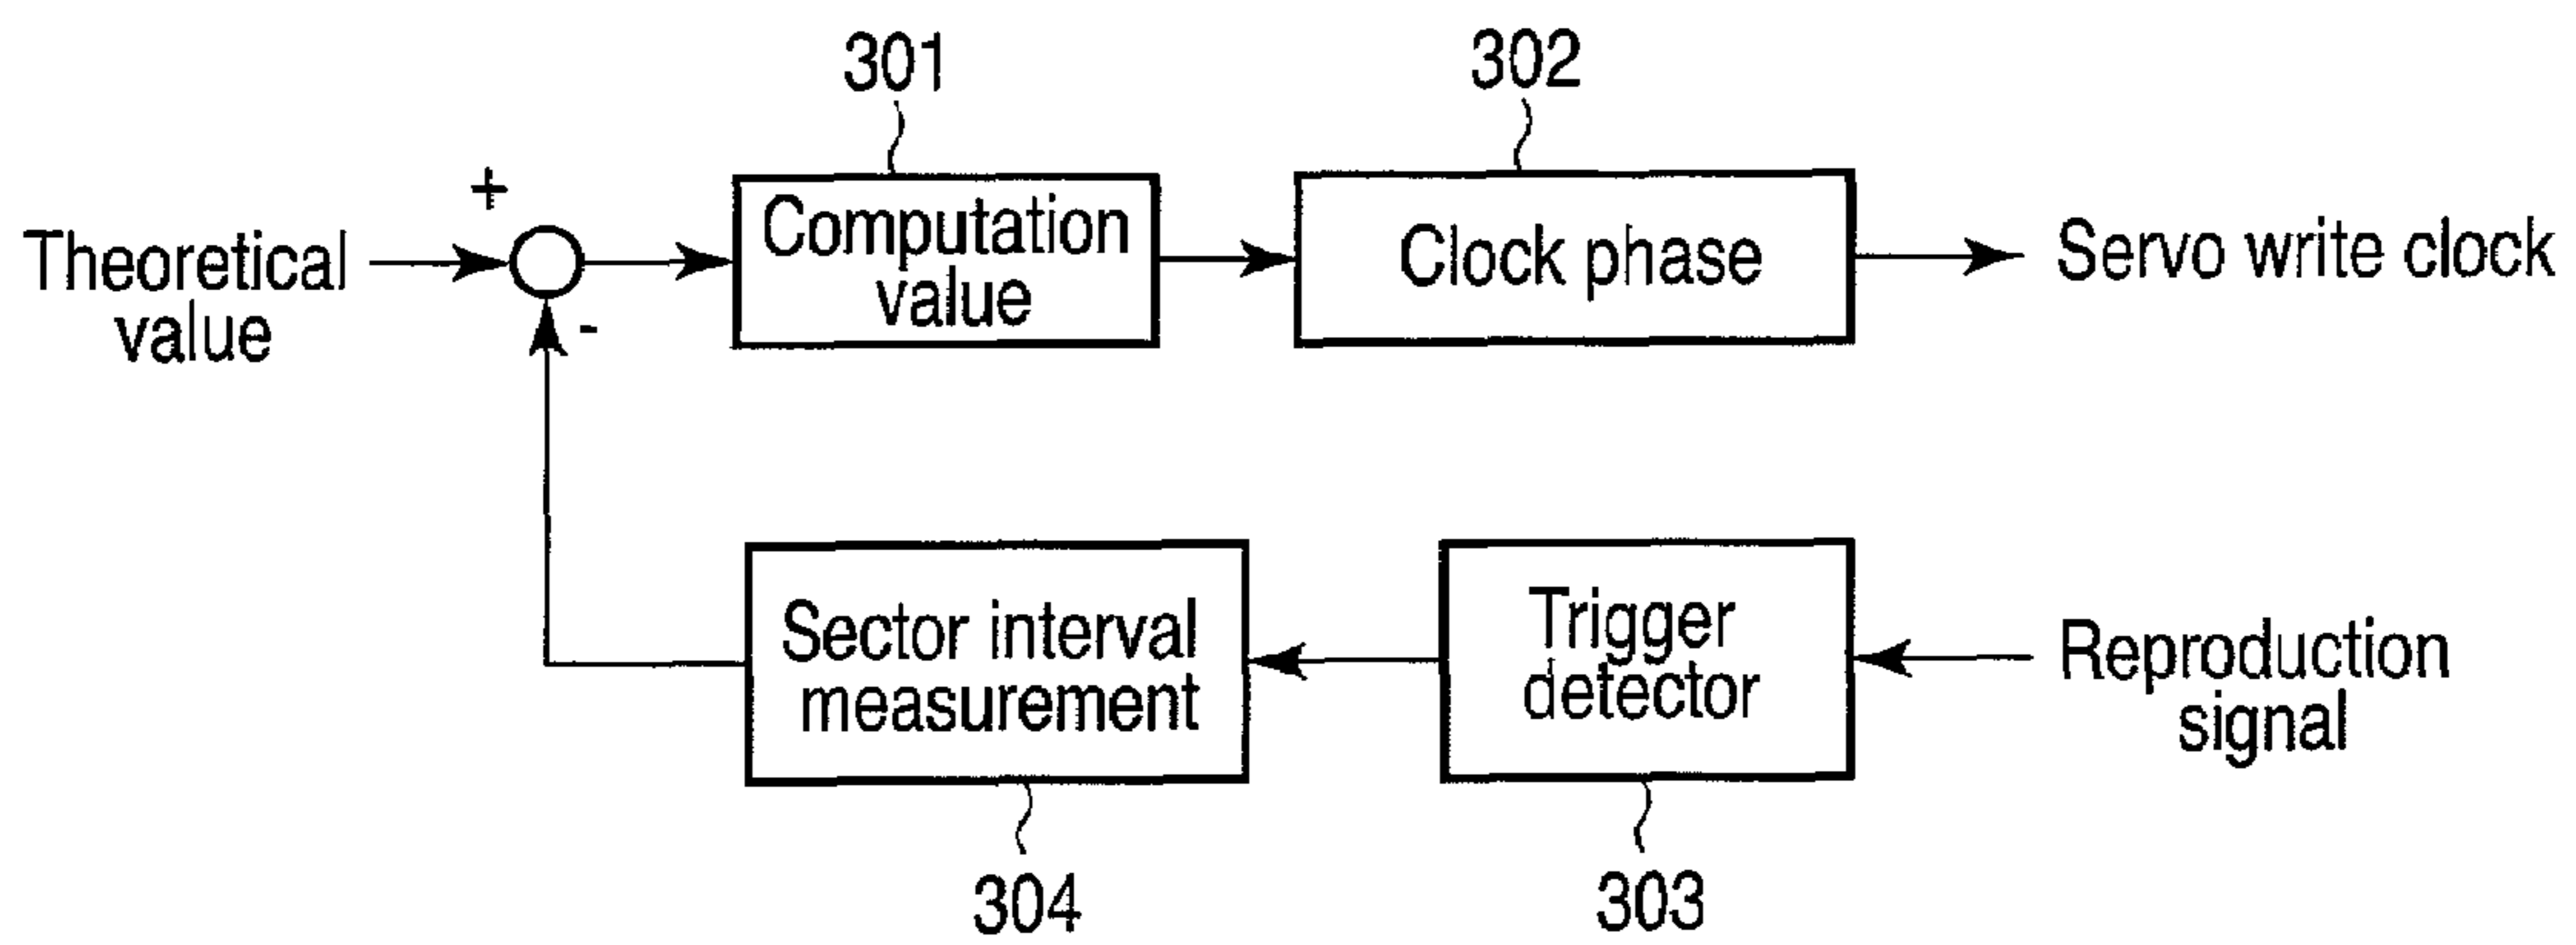 301
302
+
Theoretical
value
-
Computation
value
Clock phase
Servo write clock
Sector interval
measurement
Trigger
detector
Reproduction
signal
304
303